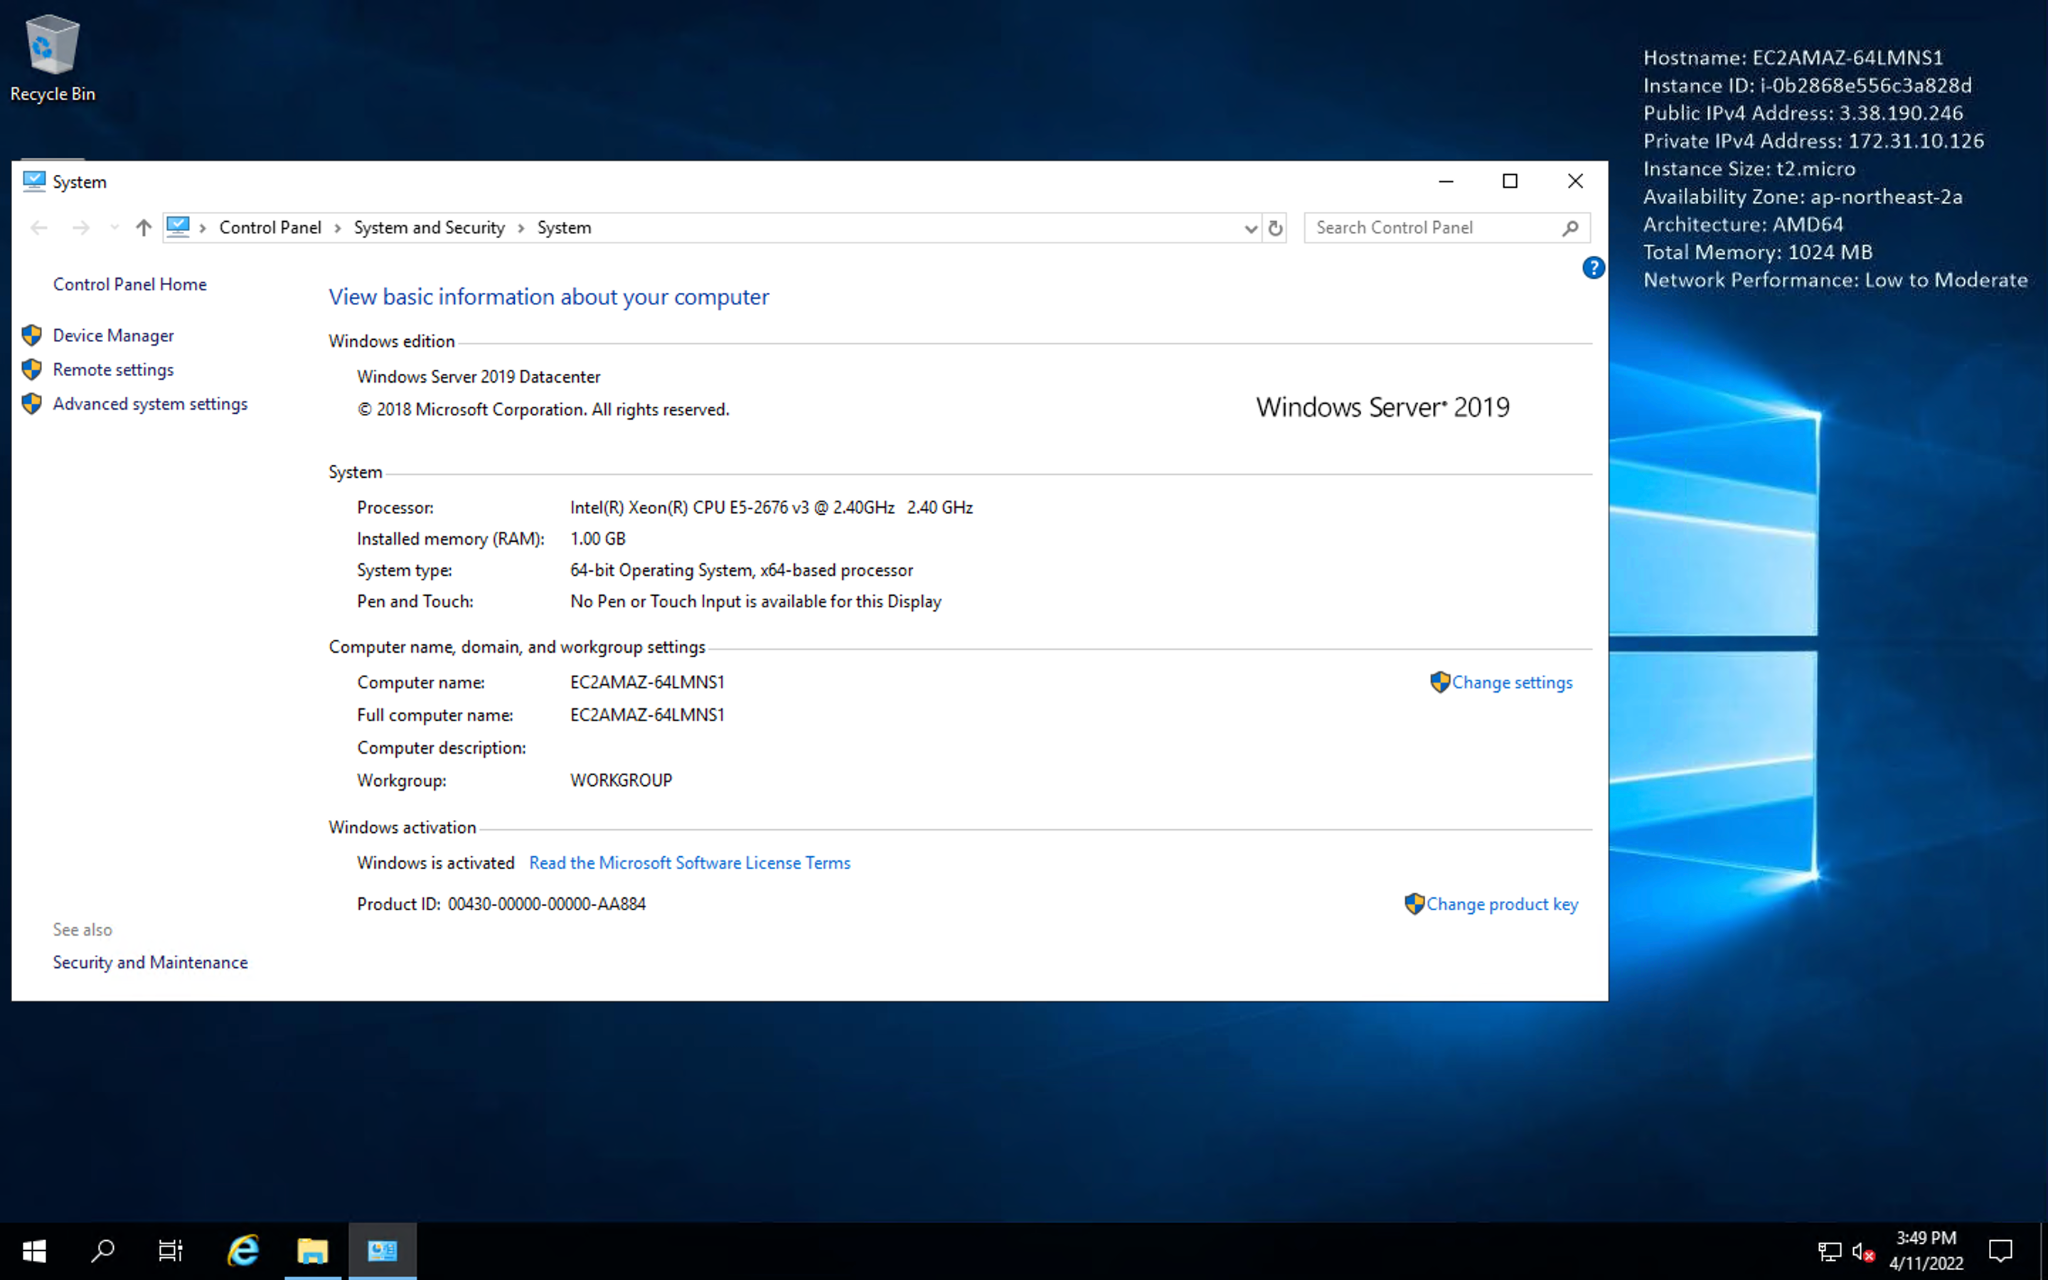 Recycle Bin
Hostname: EC2AMAZ-64LMNS1
Instance ID: i-0b2868e556c3a828d
Public IPv4 Address: 3.38.190.246
Private IPv4 Address: 172.31.10.126
Instance Size: t2.micro
Availability Zone: ap-northeast-2a
Architecture: AMD64
Total Memory: 1024 MB
Network Performance: Low to Moderate
System
Control Panel › System and Security › System
Search Control Panel
?
Control Panel Home
Device Manager
Remote settings
Advanced system settings
View basic information about your computer
Windows edition
Windows Server 2019 Datacenter
© 2018 Microsoft Corporation. All rights reserved.
Windows Server® 2019
System
Processor: Intel(R) Xeon(R) CPU E5-2676 v3 @ 2.40GHz 2.40 GHz
Installed memory (RAM): 1.00 GB
System type: 64-bit Operating System, x64-based processor
Pen and Touch: No Pen or Touch Input is available for this Display
Computer name, domain, and workgroup settings
Computer name: EC2AMAZ-64LMNS1
Change settings
Full computer name: EC2AMAZ-64LMNS1
Computer description:
Workgroup: WORKGROUP
Windows activation
Windows is activated Read the Microsoft Software License Terms
Product ID: 00430-00000-00000-AA884
Change product key
See also
Security and Maintenance
3:49 PM
4/11/2022